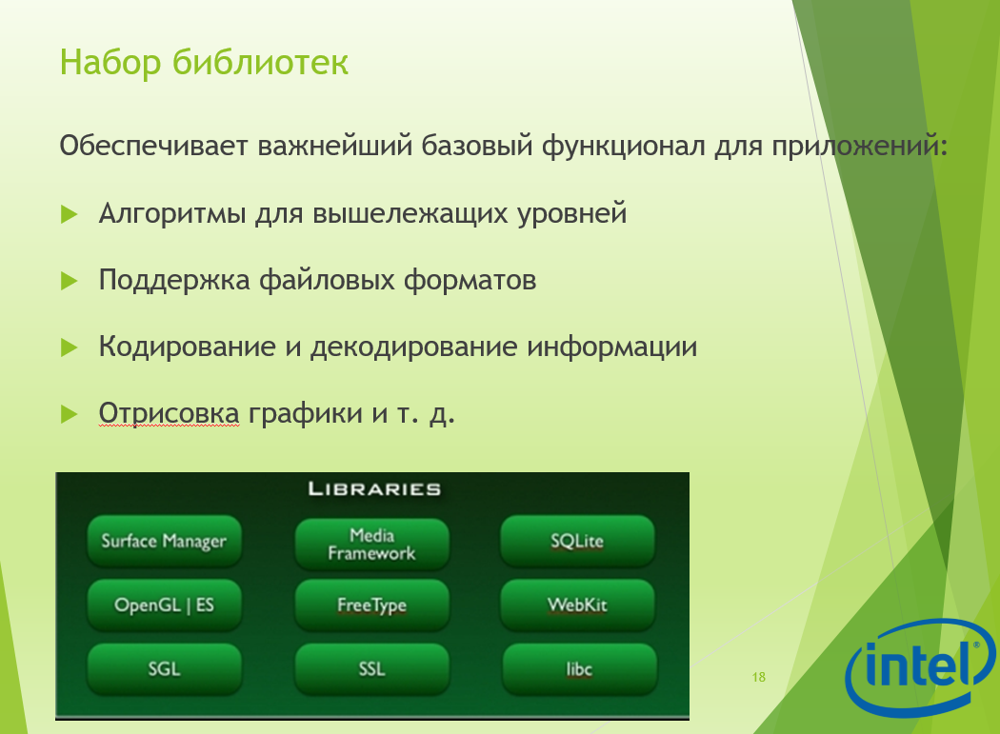 Набор библиотек
Обеспечивает важнейший базовый функционал для приложений:
Алгоритмы для вышележащих уровней
Поддержка файловых форматов
Кодирование и декодирование информации
Отрисовка графики и т. д.
LIBRARIES
Surface Manager
Media
Framework
SQLite
OpenGL | ES
FreeType
WebKit
SGL
SSL
libc
18
intel®